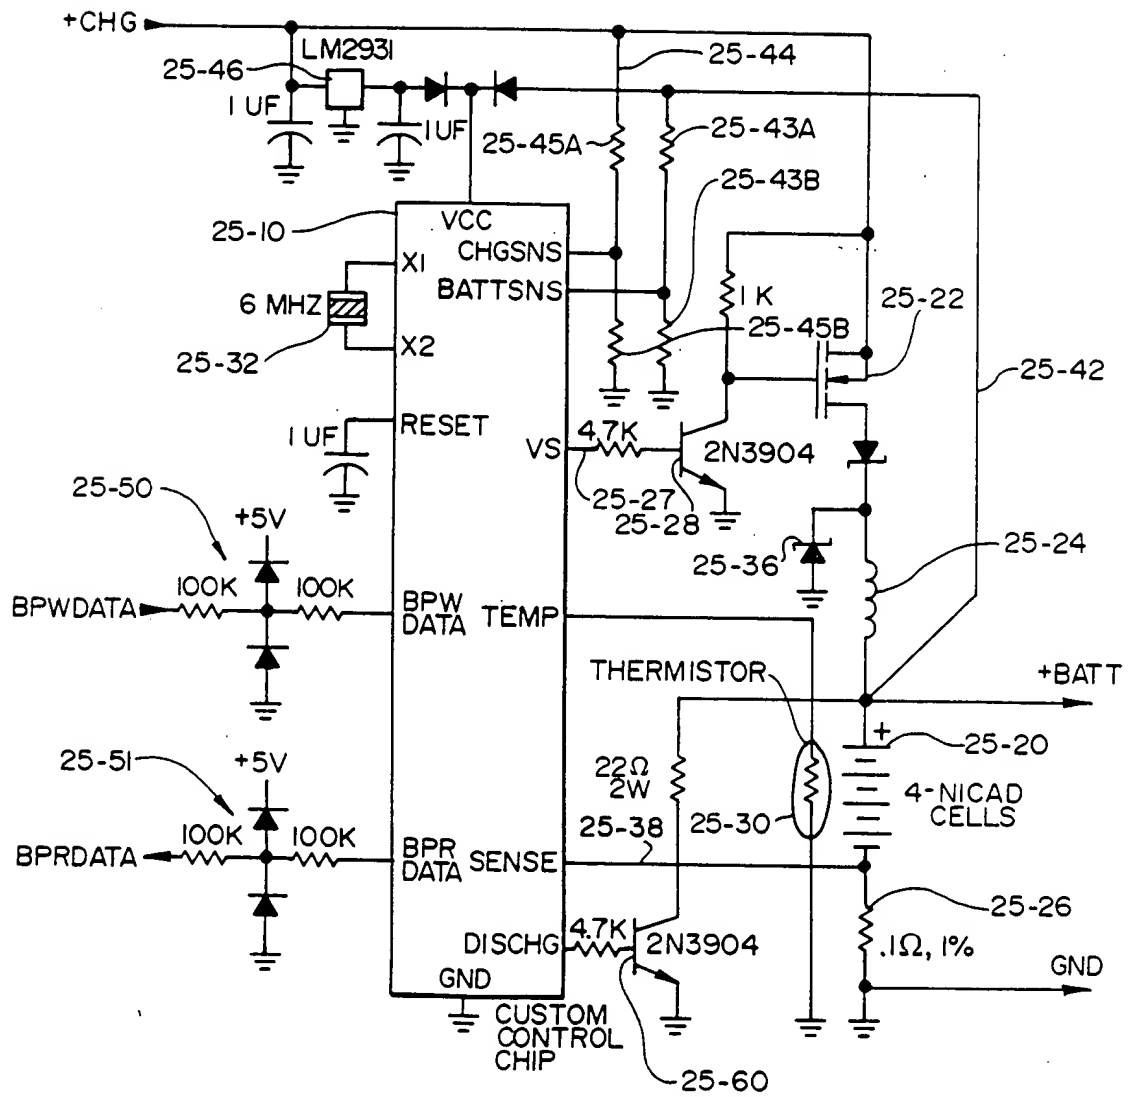 +CHG
LM2931
25-46
25-44
1 UF
1UF
25-45A
25-43A
25-43B
25-10
VCC
CHGSNS
X1
BATTSNS
6 MHZ
1 K
25-22
25-45B
25-32
X2
25-42
RESET
1 UF
4.7K
VS
2N3904
25-50
25-27
25-28
+5V
25-36
25-24
100K
100K
BPWDATA
BPW
DATA
TEMP
THERMISTOR
+BATT
+
25-20
25-51
+5V
22Ω
2W
4-NICAD
CELLS
25-30
25-38
100K
100K
BPRDATA
BPR
DATA
SENSE
25-26
4.7K
DISCHG
2N3904
.1Ω, 1%
GND
GND
CUSTOM
CONTROL
CHIP
25-60